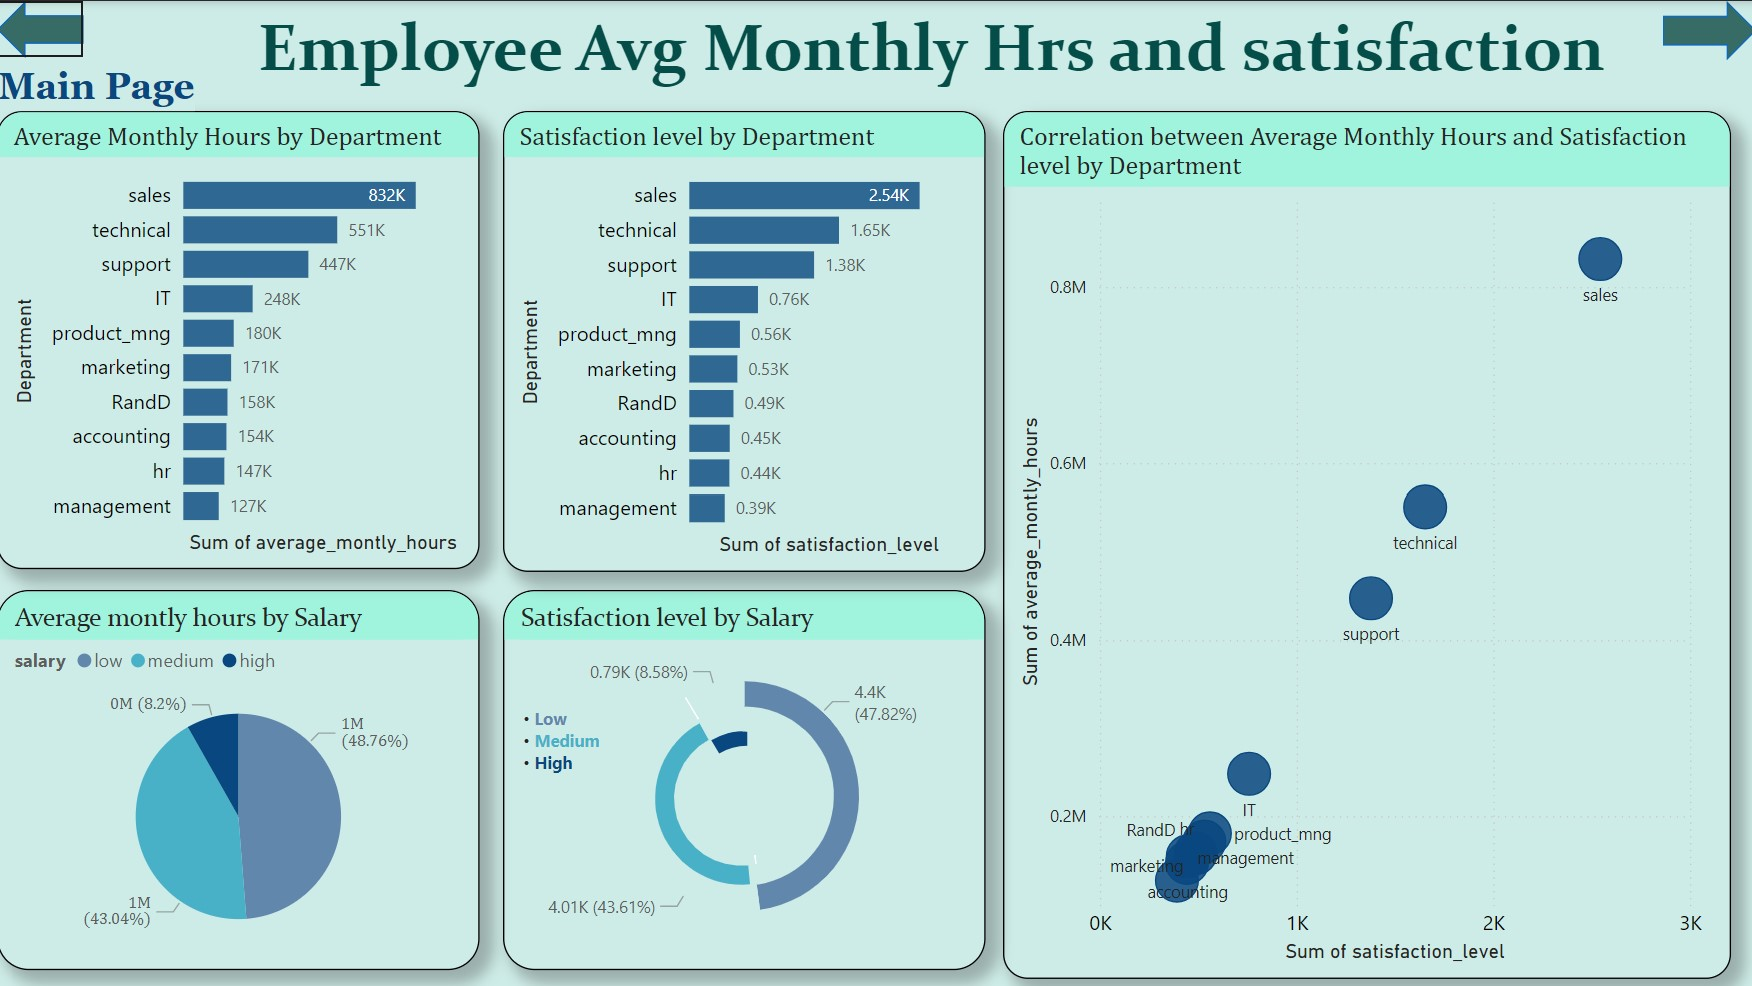 Employee Avg Monthly Hrs and satisfaction
Main Page
Average Monthly Hours by Department
Department
sales
832K
technical
551K
support
447K
IT
248K
product_mng
180K
marketing
171K
RandD
158K
accounting
154K
hr
147K
management
127K
Sum of average_montly_hours
Satisfaction level by Department
Department
sales
2.54K
technical
1.65K
support
1.38K
IT
0.76K
product_mng
0.56K
marketing
0.53K
RandD
0.49K
accounting
0.45K
hr
0.44K
management
0.39K
Sum of satisfaction_level
Average montly hours by Salary
salary low medium high
0M (8.2%)
1M
(48.76%)
1M
(43.04%)
Satisfaction level by Salary
• Low
• Medium
• High
0.79K (8.58%)
4.4K
(47.82%)
4.01K (43.61%)
Correlation between Average Monthly Hours and Satisfaction
level by Department
Sum of average_montly_hours
0.8M
0.6M
0.4M
0.2M
sales
technical
support
IT
RandD hr
product_mng
management
marketing
accounting
0K 1K 2K 3K
Sum of satisfaction_level